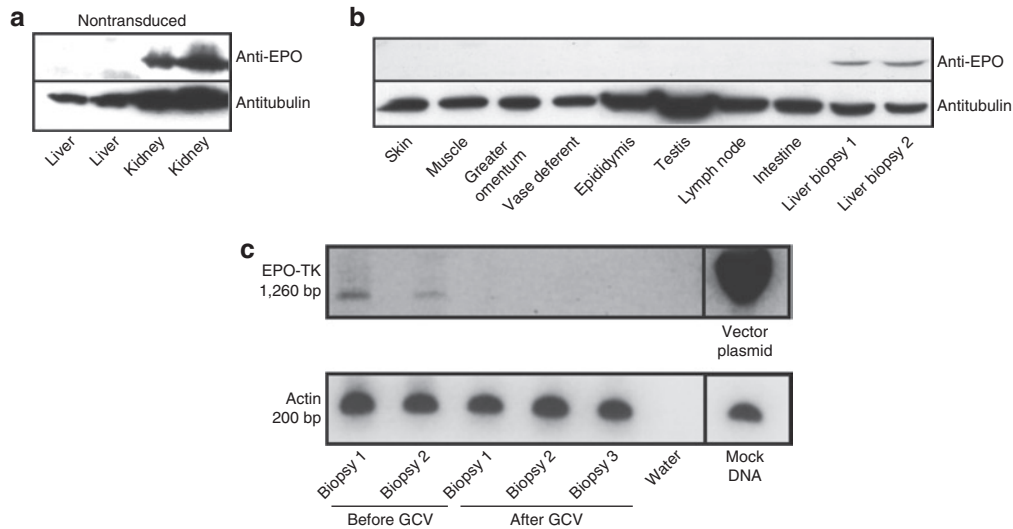 a
Nontransduced
Anti-EPO
Antitubulin
Liver
Liver
Kidney
Kidney
b
Anti-EPO
Antitubulin
Skin
Muscle
Greater
omentum
Vase deferent
Epididymis
Testis
Lymph node
Intestine
Liver biopsy 1
Liver biopsy 2
c
EPO-TK
1,260 bp
Vector
plasmid
Actin
200 bp
Biopsy 1
Biopsy 2
Biopsy 1
Biopsy 2
Biopsy 3
Water
Mock
DNA
Before GCV
After GCV